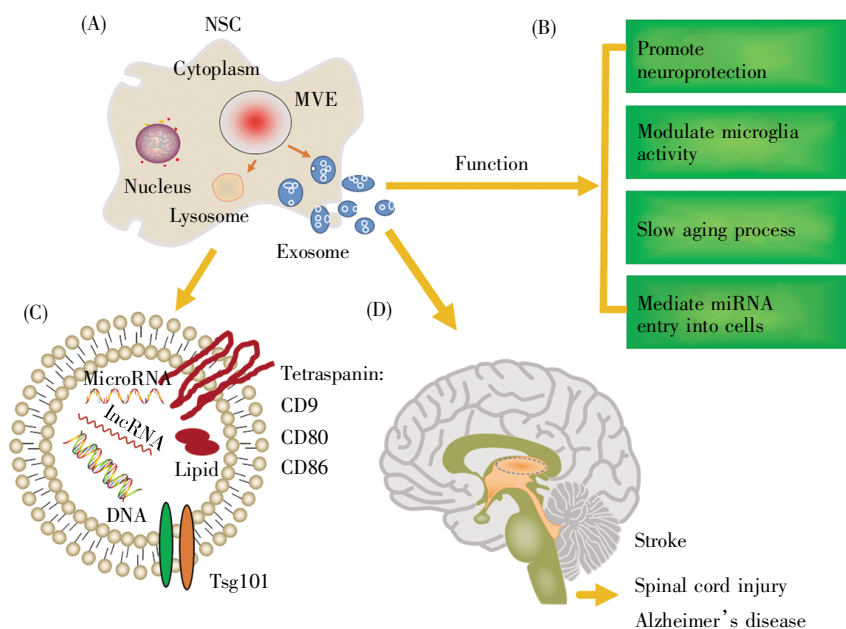 (A)
NSC
Cytoplasm
MVE
Nucleus
Lysosome
Exosome
Function
(B)
Promote
neuroprotection
Modulate microglia
activity
Slow aging process
Mediate miRNA
entry into cells
(C)
MicroRNA
lncRNA
Lipid
DNA
Tsg101
Tetraspanin:
CD9
CD80
CD86
(D)
Stroke
Spinal cord injury
Alzheimer’s disease